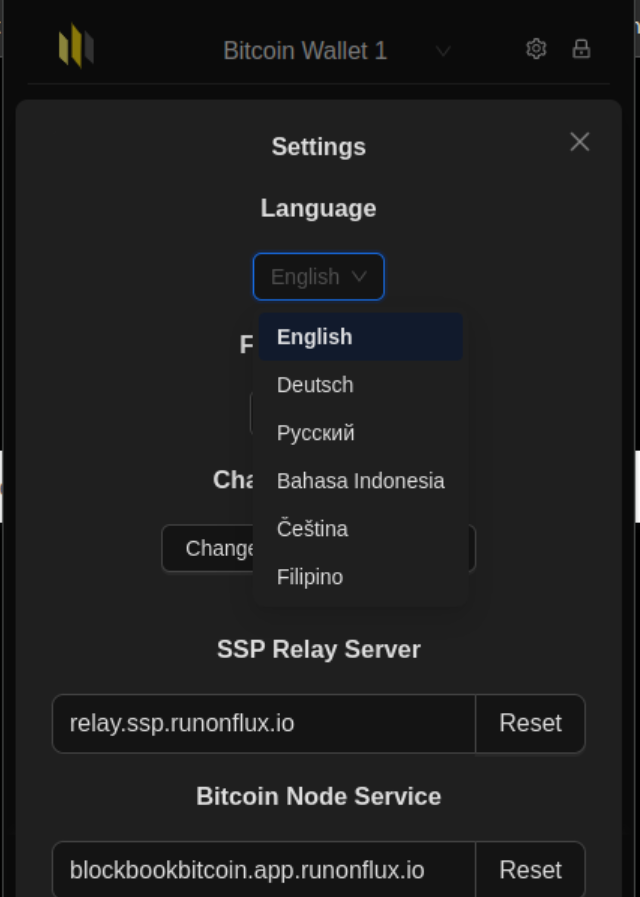 Bitcoin Wallet 1
Settings
Language
English
English
Deutsch
Русский
Bahasa Indonesia
Čeština
Filipino
Change
SSP Relay Server
relay.ssp.runonflux.io
Reset
Bitcoin Node Service
blockbookbitcoin.app.runonflux.io
Reset